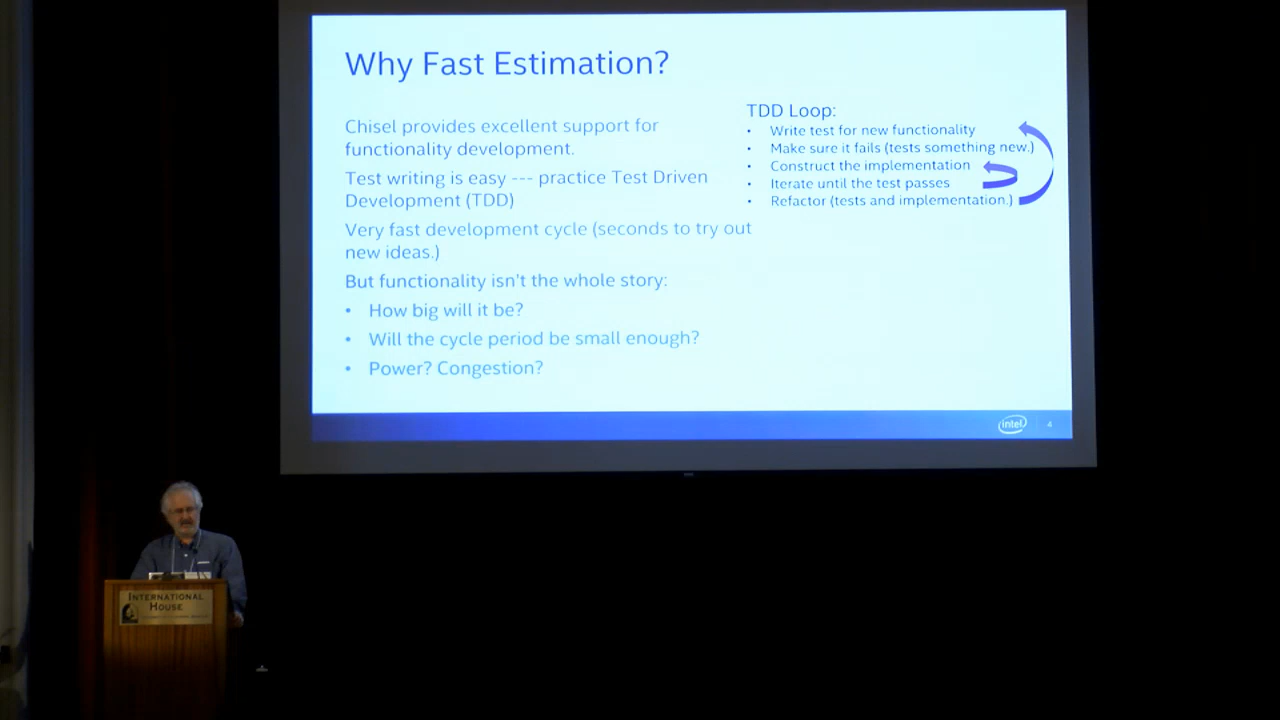 Why Fast Estimation?
Chisel provides excellent support for
functionality development.
Test writing is easy --- practice Test Driven
Development (TDD)
Very fast development cycle (seconds to try out
new ideas.)
But functionality isn't the whole story:
• How big will it be?
• Will the cycle period be small enough?
• Power? Congestion?
TDD Loop:
• Write test for new functionality
• Make sure it fails (tests something new.)
• Construct the implementation
• Iterate until the test passes
• Refactor (tests and implementation.)
intel
4
INTERNATIONAL
HOUSE